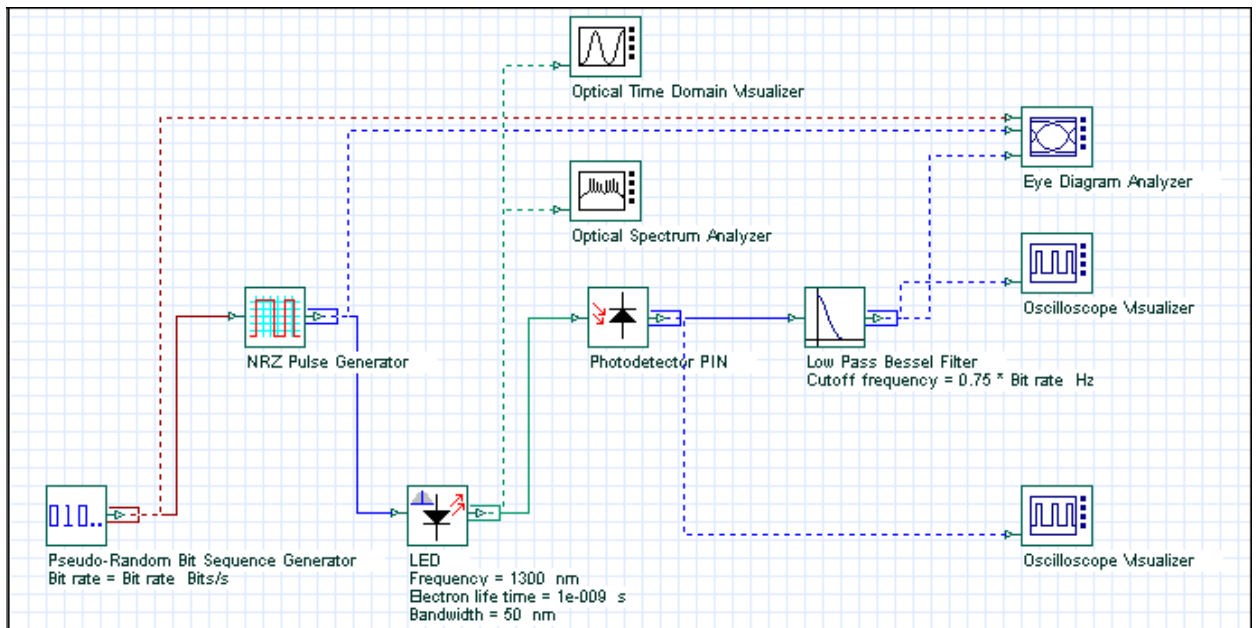 Optical Time Domain Visualizer
Eye Diagram Analyzer
Optical Spectrum Analyzer
Oscilloscope Visualizer
NRZ Pulse Generator
Photodetector PIN
Low Pass Bessel Filter
Cutoff frequency = 0.75 * Bit rate Hz
010..
Pseudo-Random Bit Sequence Generator
Bit rate = Bit rate Bits/s
LED
Frequency = 1300 nm
Electron life time = 1e-009 s
Bandwidth = 50 nm
Oscilloscope Visualizer